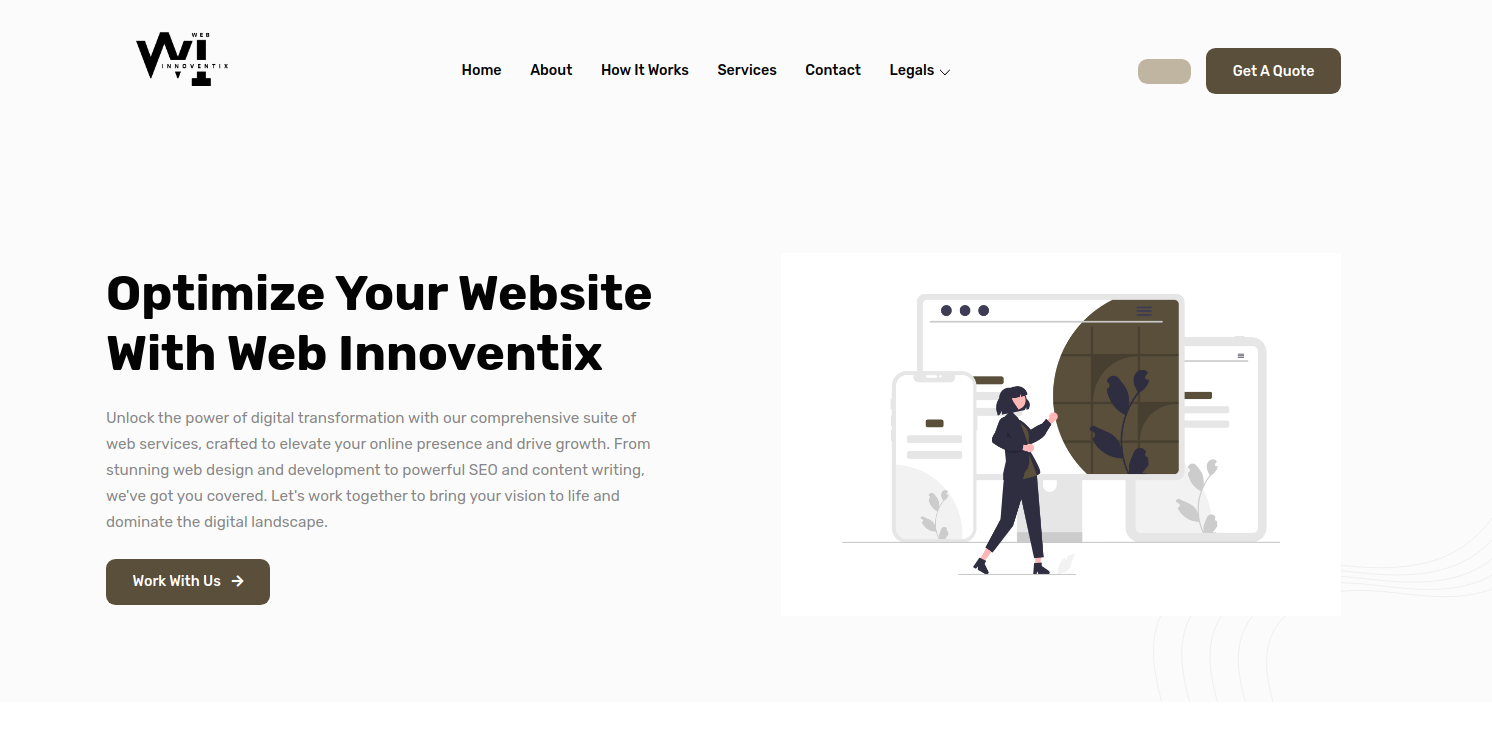 WEB
INNOVENTIX
Home About How It Works Services Contact Legals
Get A Quote
Optimize Your Website
With Web Innoventix
Unlock the power of digital transformation with our comprehensive suite of
web services, crafted to elevate your online presence and drive growth. From
stunning web design and development to powerful SEO and content writing,
we've got you covered. Let's work together to bring your vision to life and
dominate the digital landscape.
Work With Us